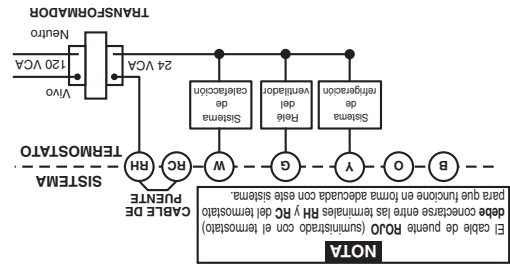 NOTA
El cable de puente ROJO (suministrado con el termostato)
debe conectarse entre las terminales RH y RC del termostato
para que funcione en forma adecuada con este sistema.
CABLE DE
PUENTE
SISTEMA
TERMOSTATO
B
O
Y
G
W
RC
RH
Sistema
de
refrigeración
Relé
del
ventilador
Sistema
de
calefacción
24 VCA
Vivo
120 VCA
Neutro
TRANSFORMADOR